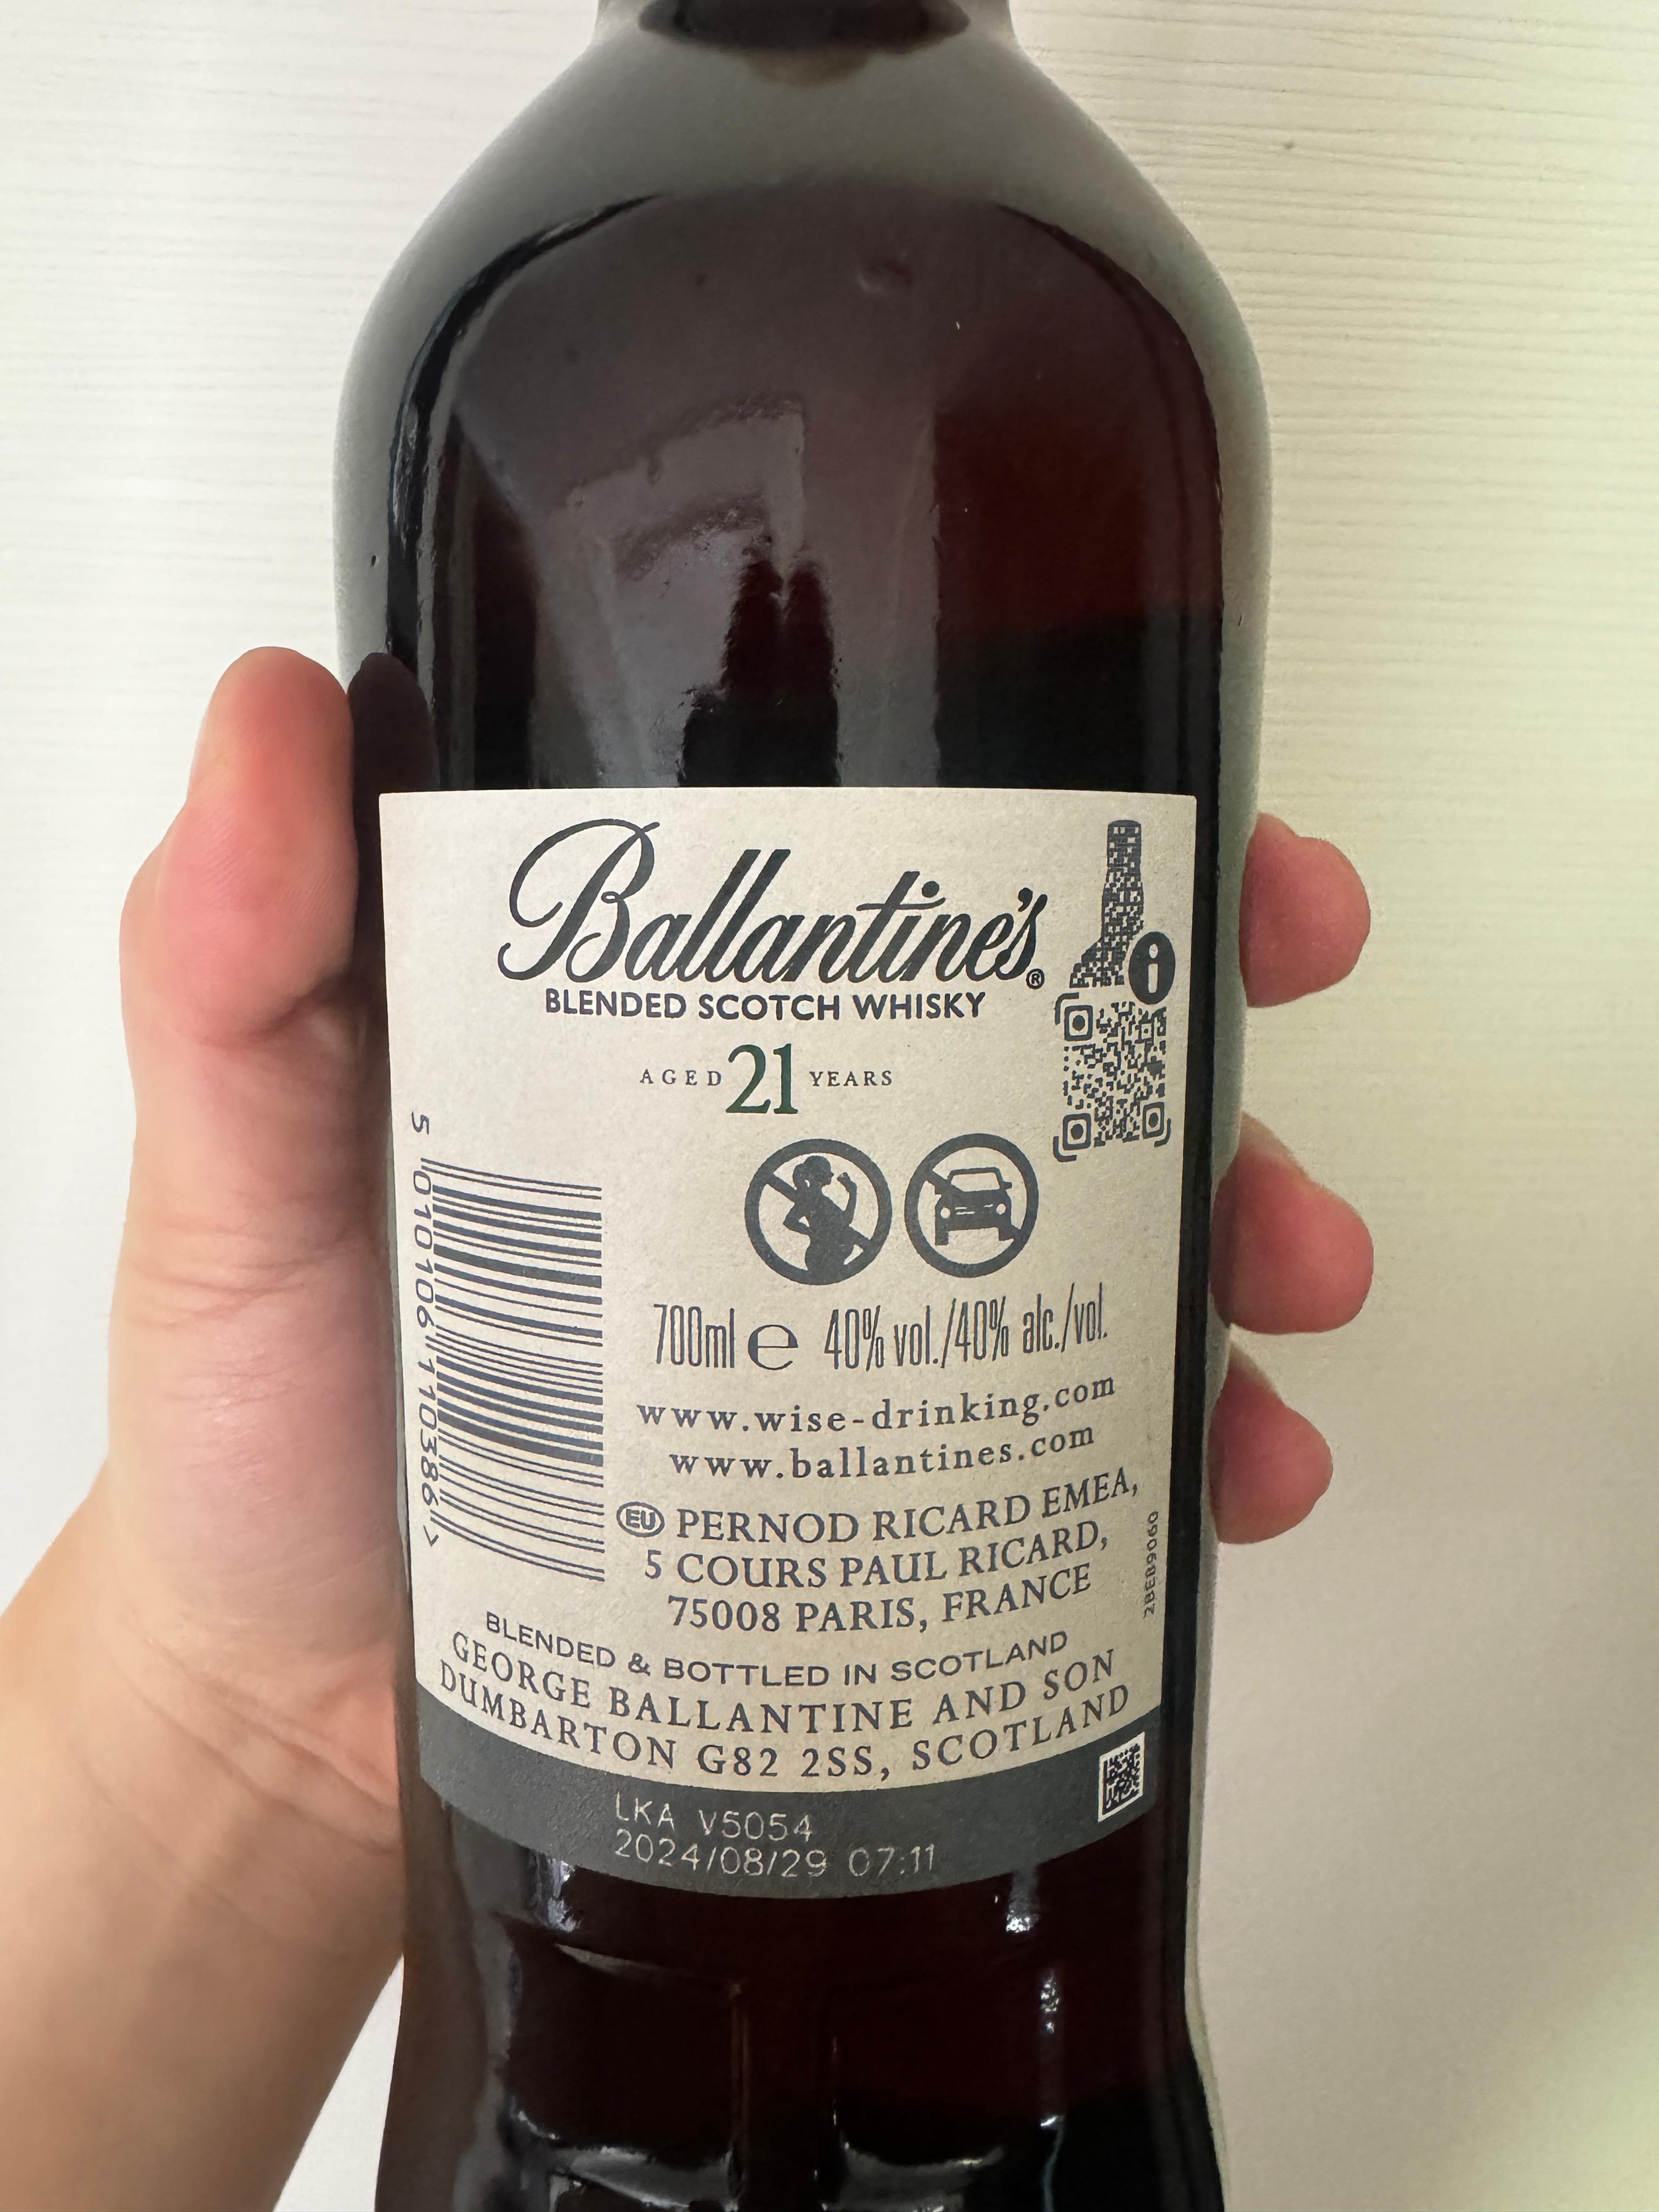 Ballantine's®
BLENDED SCOTCH WHISKY
AGED 21 YEARS
5 010106 110386 >
700ml e 40% vol./40% alc./vol.
www.wise-drinking.com
www.ballantines.com
EU PERNOD RICARD EMEA,
5 COURS PAUL RICARD,
75008 PARIS, FRANCE
2BEB9060
BLENDED & BOTTLED IN SCOTLAND
GEORGE BALLANTINE AND SON
DUMBARTON G82 2SS, SCOTLAND
LKA V5054
2024/08/29 07:11